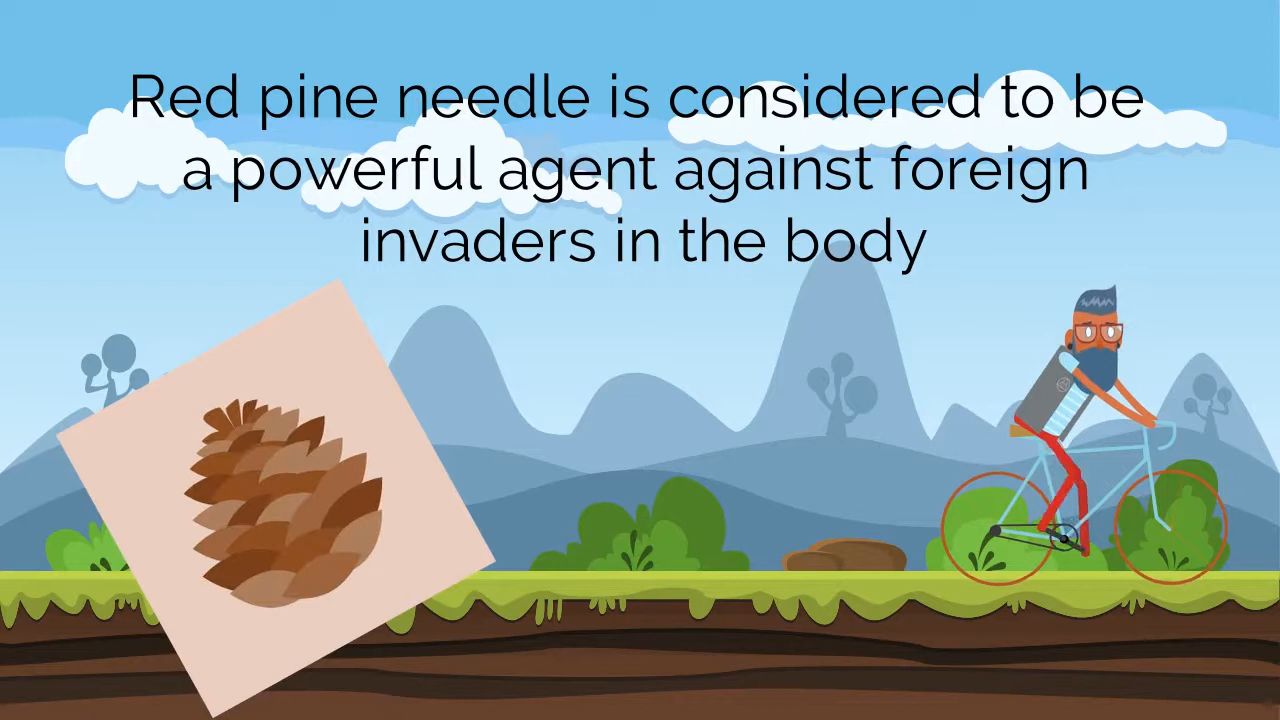 Red pine needle is considered to be
a powerful agent against foreign
invaders in the body